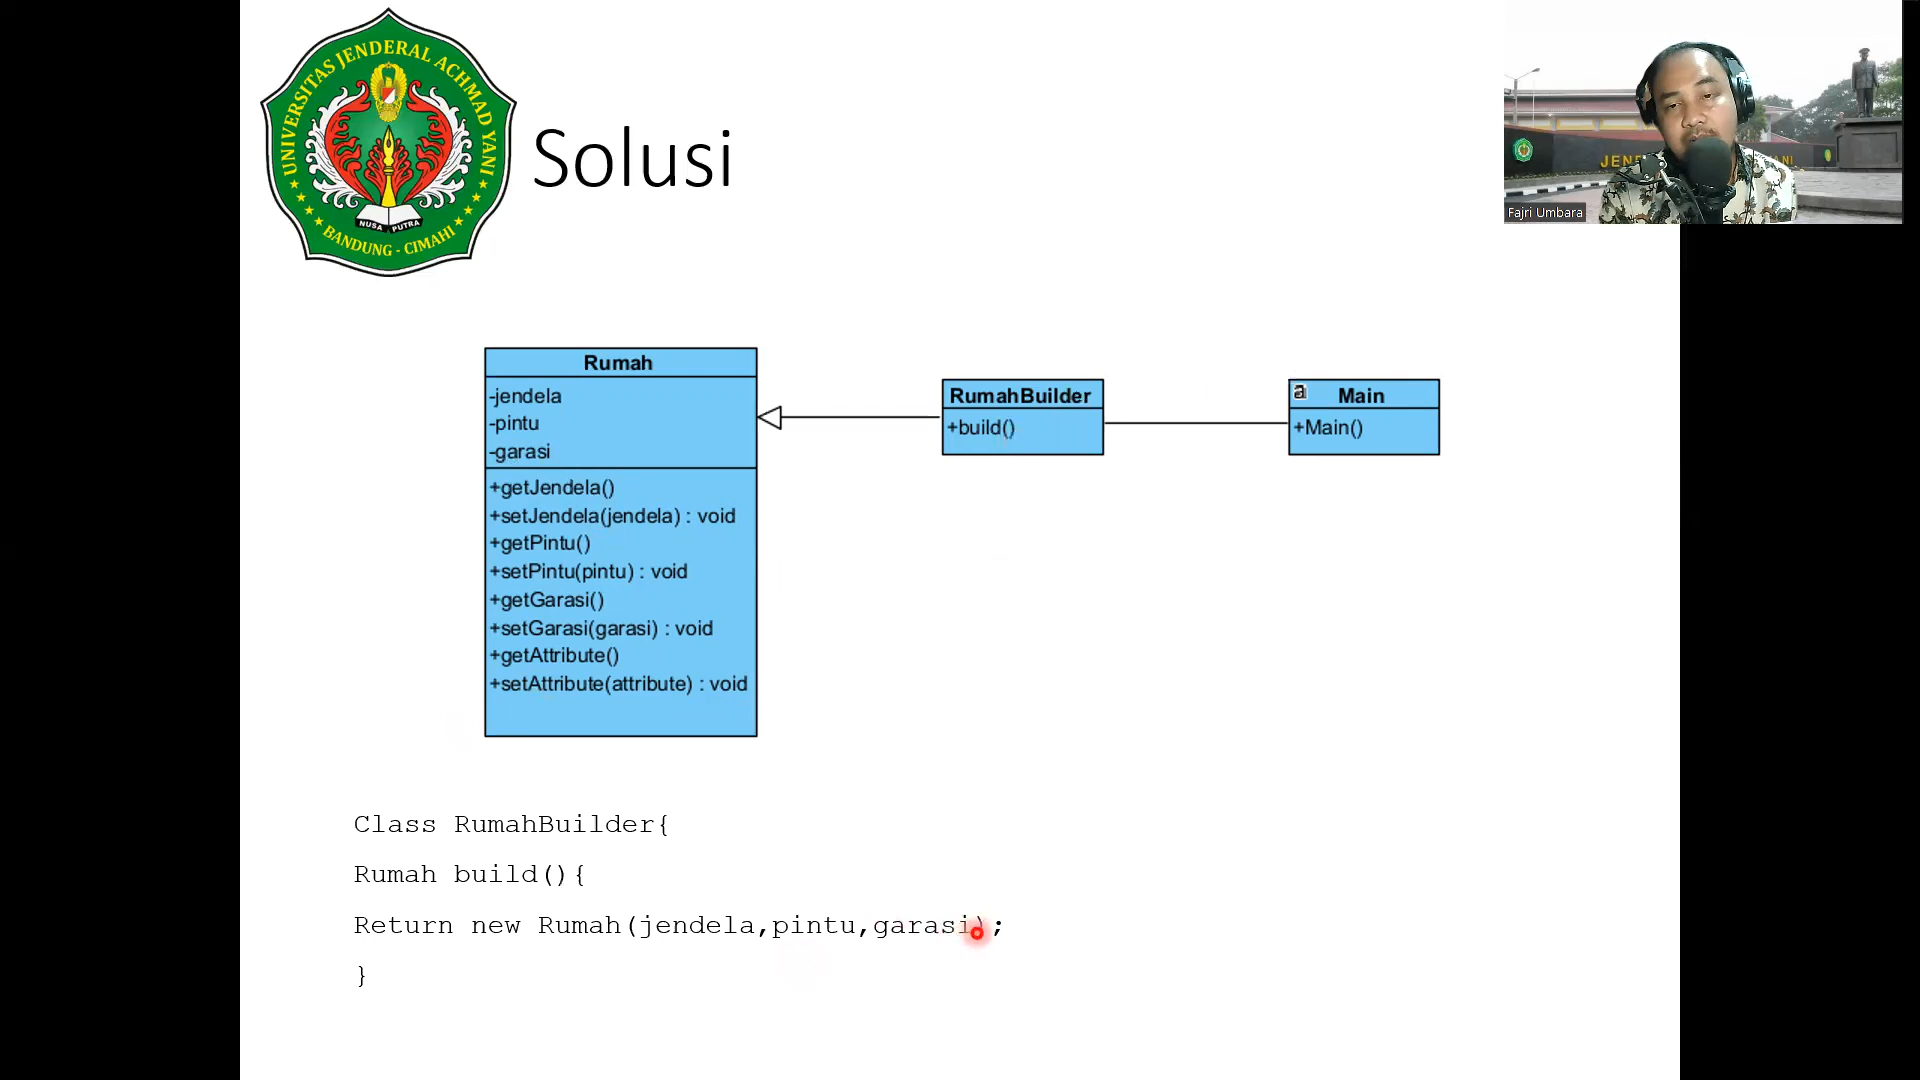 UNIVERSITAS JENDERAL ACHMAD YANI
NUSA PUTRA
BANDUNG - CIMAHI
Solusi
Fajri Umbara
Rumah
-jendela
-pintu
-garasi
+getJendela()
+setJendela(jendela) : void
+getPintu()
+setPintu(pintu) : void
+getGarasi()
+setGarasi(garasi) : void
+getAttribute()
+setAttribute(attribute) : void
RumahBuilder
+build()
a
Main
+Main()
Class RumahBuilder{
Rumah build(){
Return new Rumah(jendela,pintu,garasi);
}